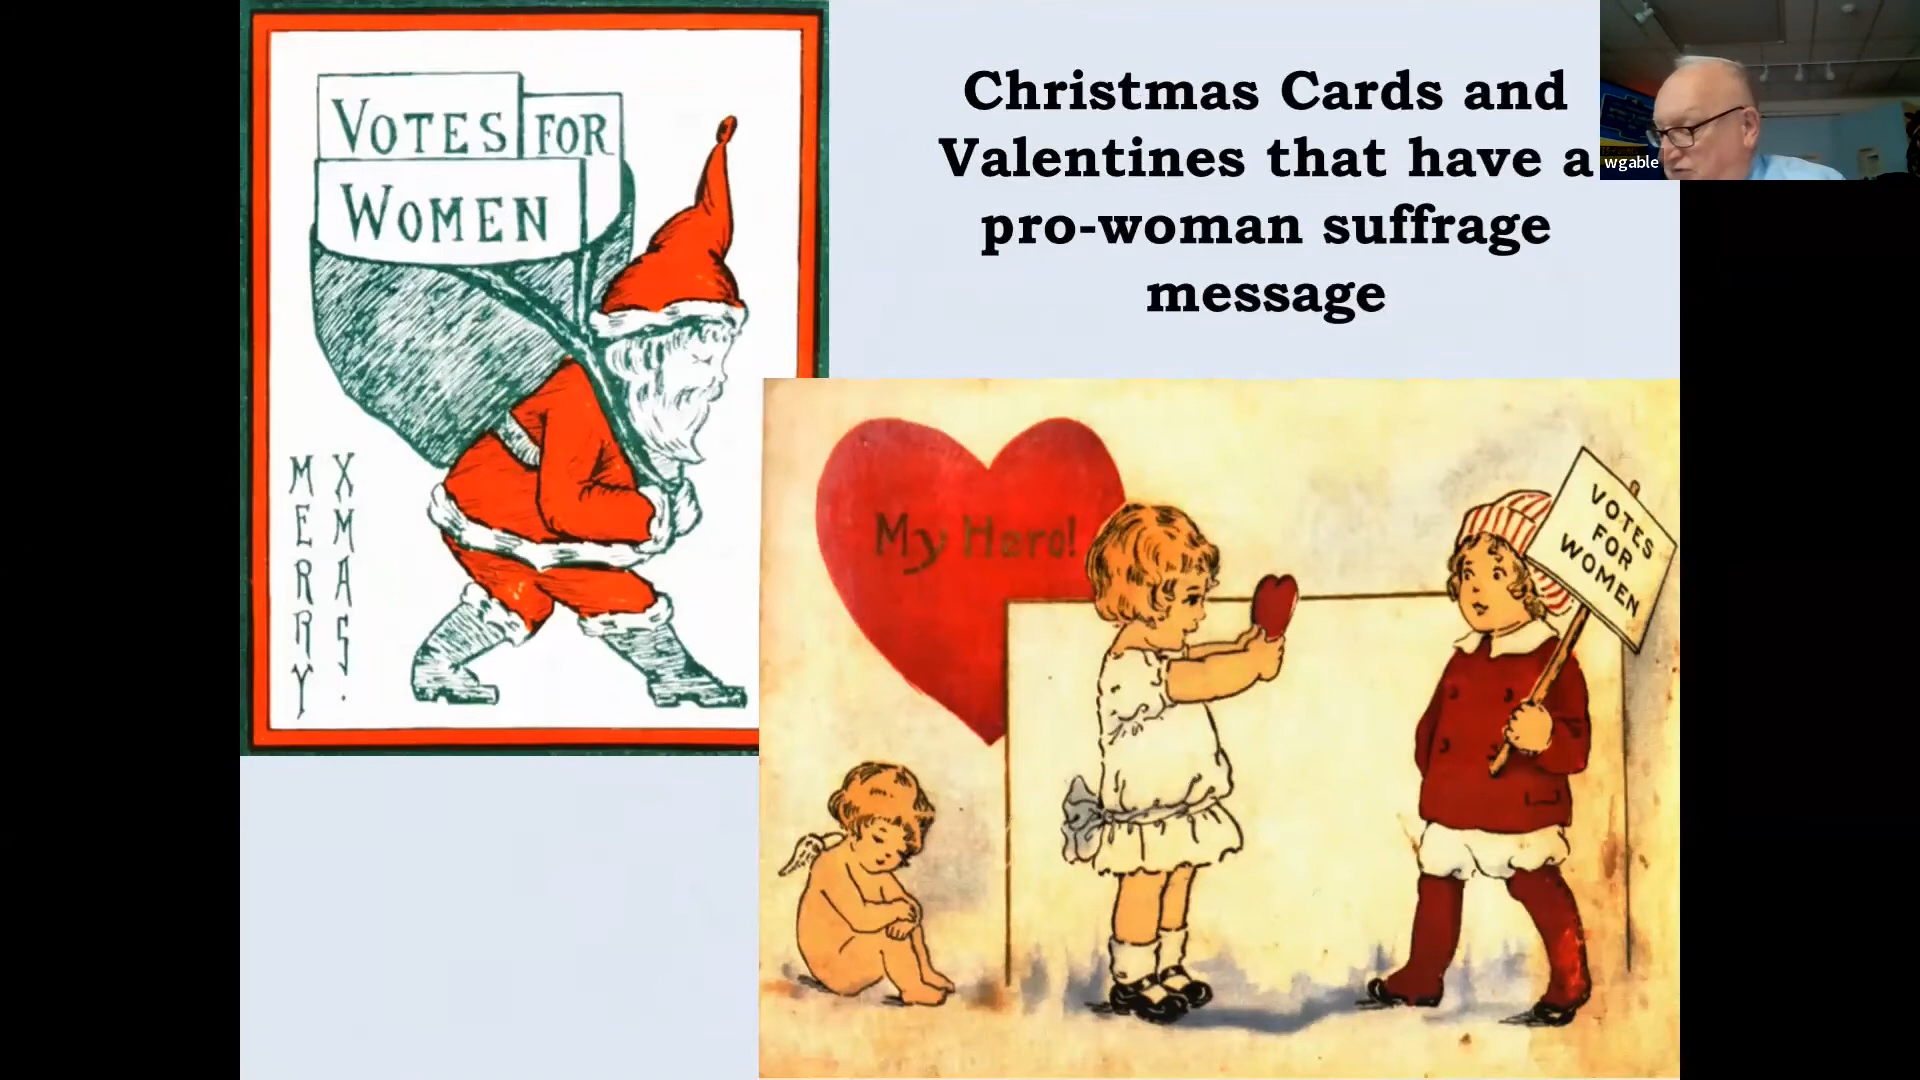 VOTES FOR
WOMEN
MERRY
XMAS.
Christmas Cards and
Valentines that have a
pro-woman suffrage
message
wgable
My Hero!
VOTES
FOR
WOMEN